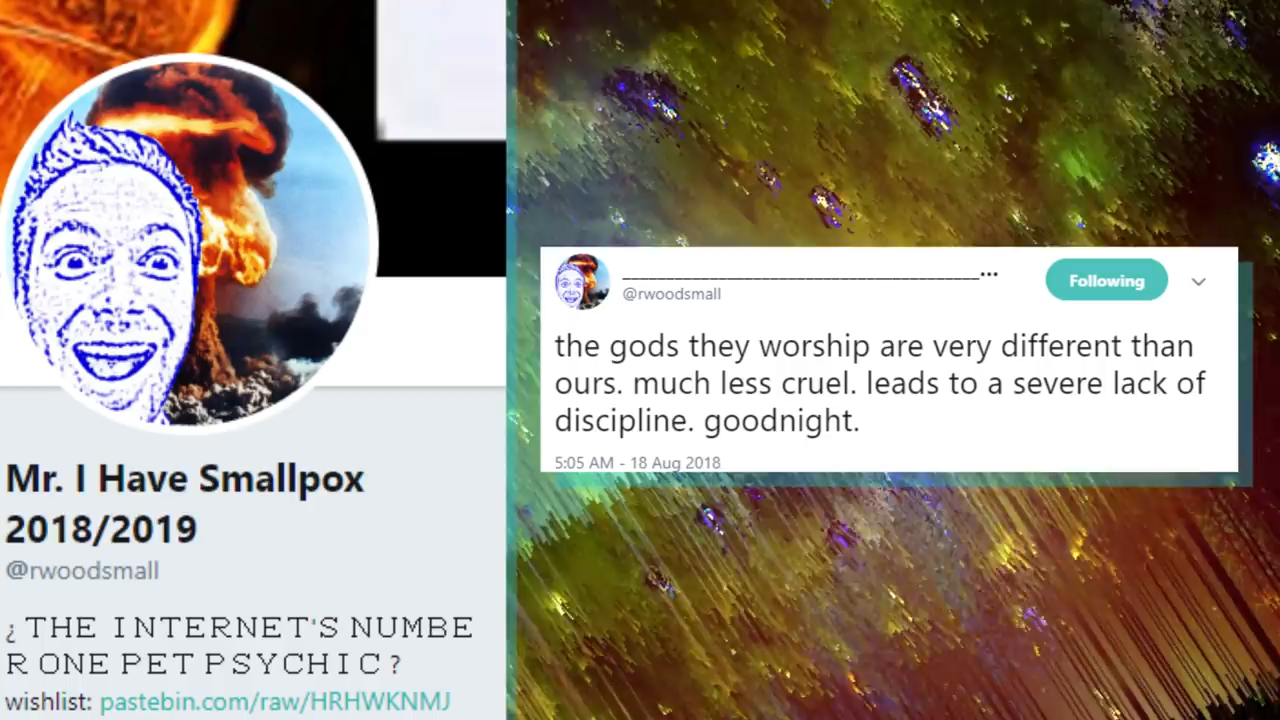 Mr. I Have Smallpox
2018/2019
@rwoodsmall
¿ THE INTERNET'S NUMBE
R ONE PET PSYCHIC ?
wishlist: pastebin.com/raw/HRHWKNMJ
________________________________________...
@rwoodsmall
Following
the gods they worship are very different than
ours. much less cruel. leads to a severe lack of
discipline. goodnight.
5:05 AM - 18 Aug 2018